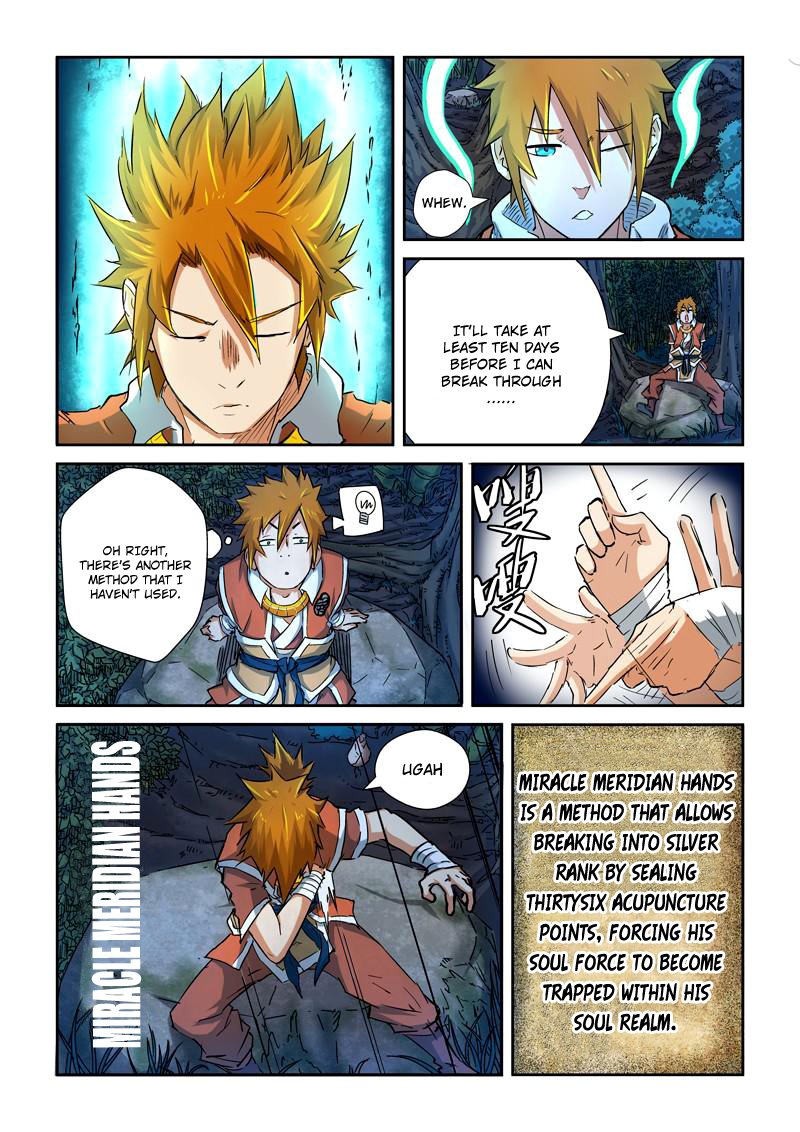 WHEW.
IT'LL TAKE AT
LEAST TEN DAYS
BEFORE I CAN
BREAK THROUGH
......
OH RIGHT,
THERE'S ANOTHER
METHOD THAT I
HAVEN'T USED.
嗖
嗖
MIRACLE MERIDIAN HANDS
UGAH
MIRACLE MERIDIAN HANDS
IS A METHOD THAT ALLOWS
BREAKING INTO SILVER
RANK BY SEALING
THIRTYSIX ACUPUNCTURE
POINTS, FORCING HIS
SOUL FORCE TO BECOME
TRAPPED WITHIN HIS
SOUL REALM.